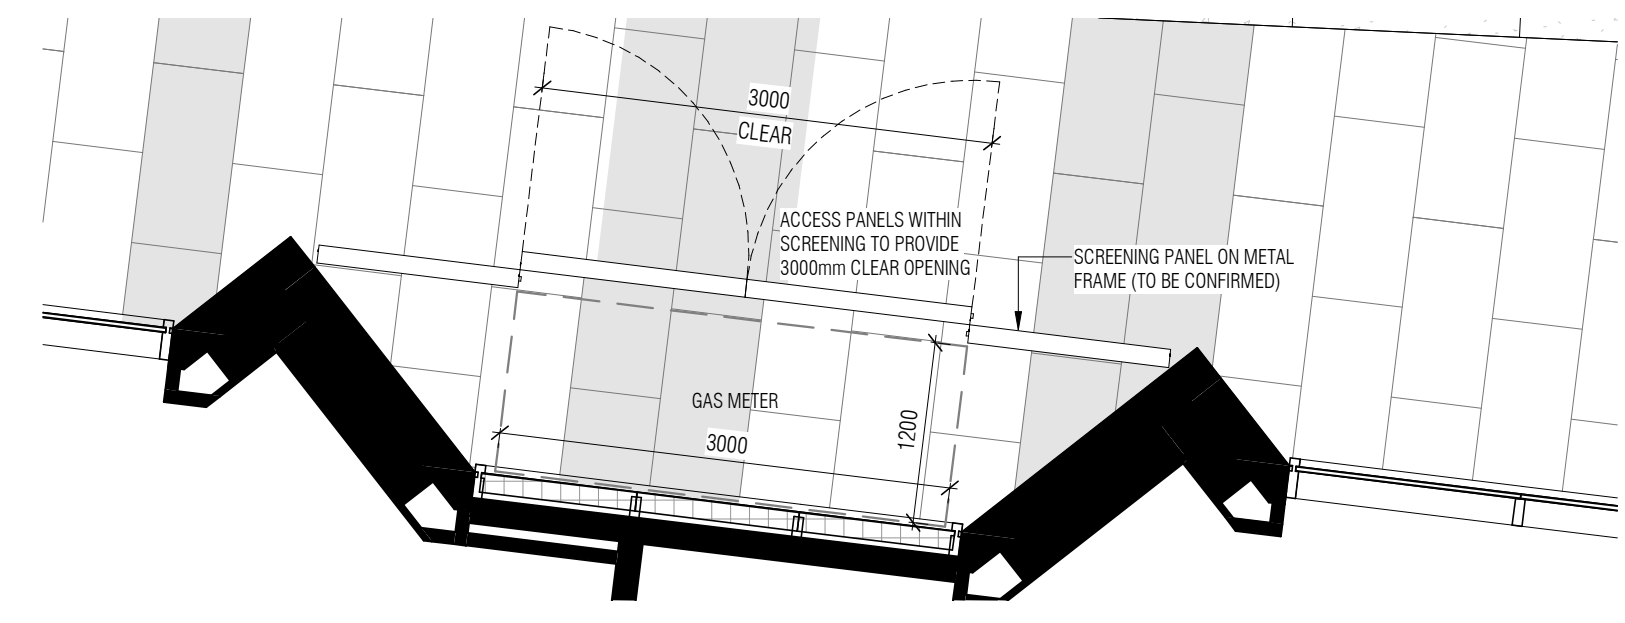 3000
CLEAR
ACCESS PANELS WITHIN
SCREENING TO PROVIDE
3000mm CLEAR OPENING
SCREENING PANEL ON METAL
FRAME (TO BE CONFIRMED)
GAS METER
3000
1200